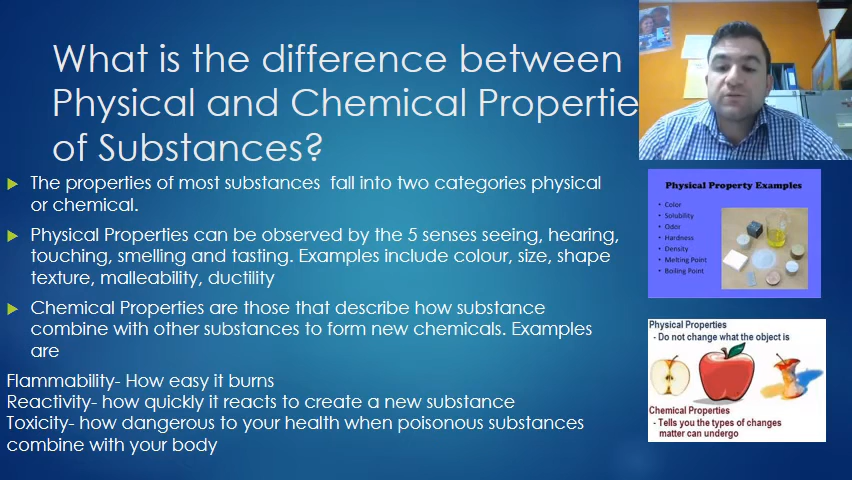 What is the difference between
Physical and Chemical Propertie
of Substances?
The properties of most substances fall into two categories physical
or chemical.
Physical Properties can be observed by the 5 senses seeing, hearing,
touching, smelling and tasting. Examples include colour, size, shape
texture, malleability, ductility
Chemical Properties are those that describe how substance
combine with other substances to form new chemicals. Examples
are
Flammability- How easy it burns
Reactivity- how quickly it reacts to create a new substance
Toxicity- how dangerous to your health when poisonous substances
combine with your body
Physical Property Examples
• Color
• Solubility
• Odor
• Hardness
• Density
• Melting Point
• Boiling Point
Physical Properties
- Do not change what the object is
Chemical Properties
- Tells you the types of changes
matter can undergo